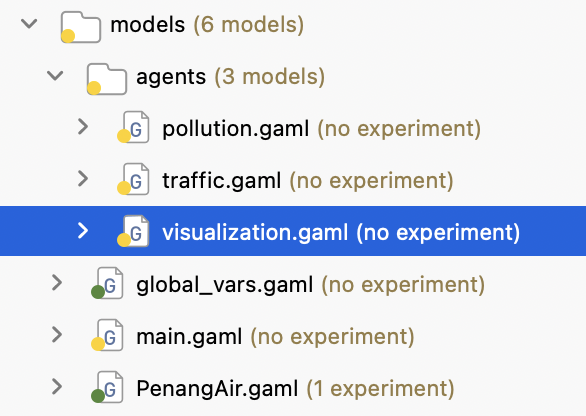 models (6 models)
agents (3 models)
G pollution.gaml (no experiment)
G traffic.gaml (no experiment)
G visualization.gaml (no experiment)
G global_vars.gaml (no experiment)
G main.gaml (no experiment)
G PenangAir.gaml (1 experiment)